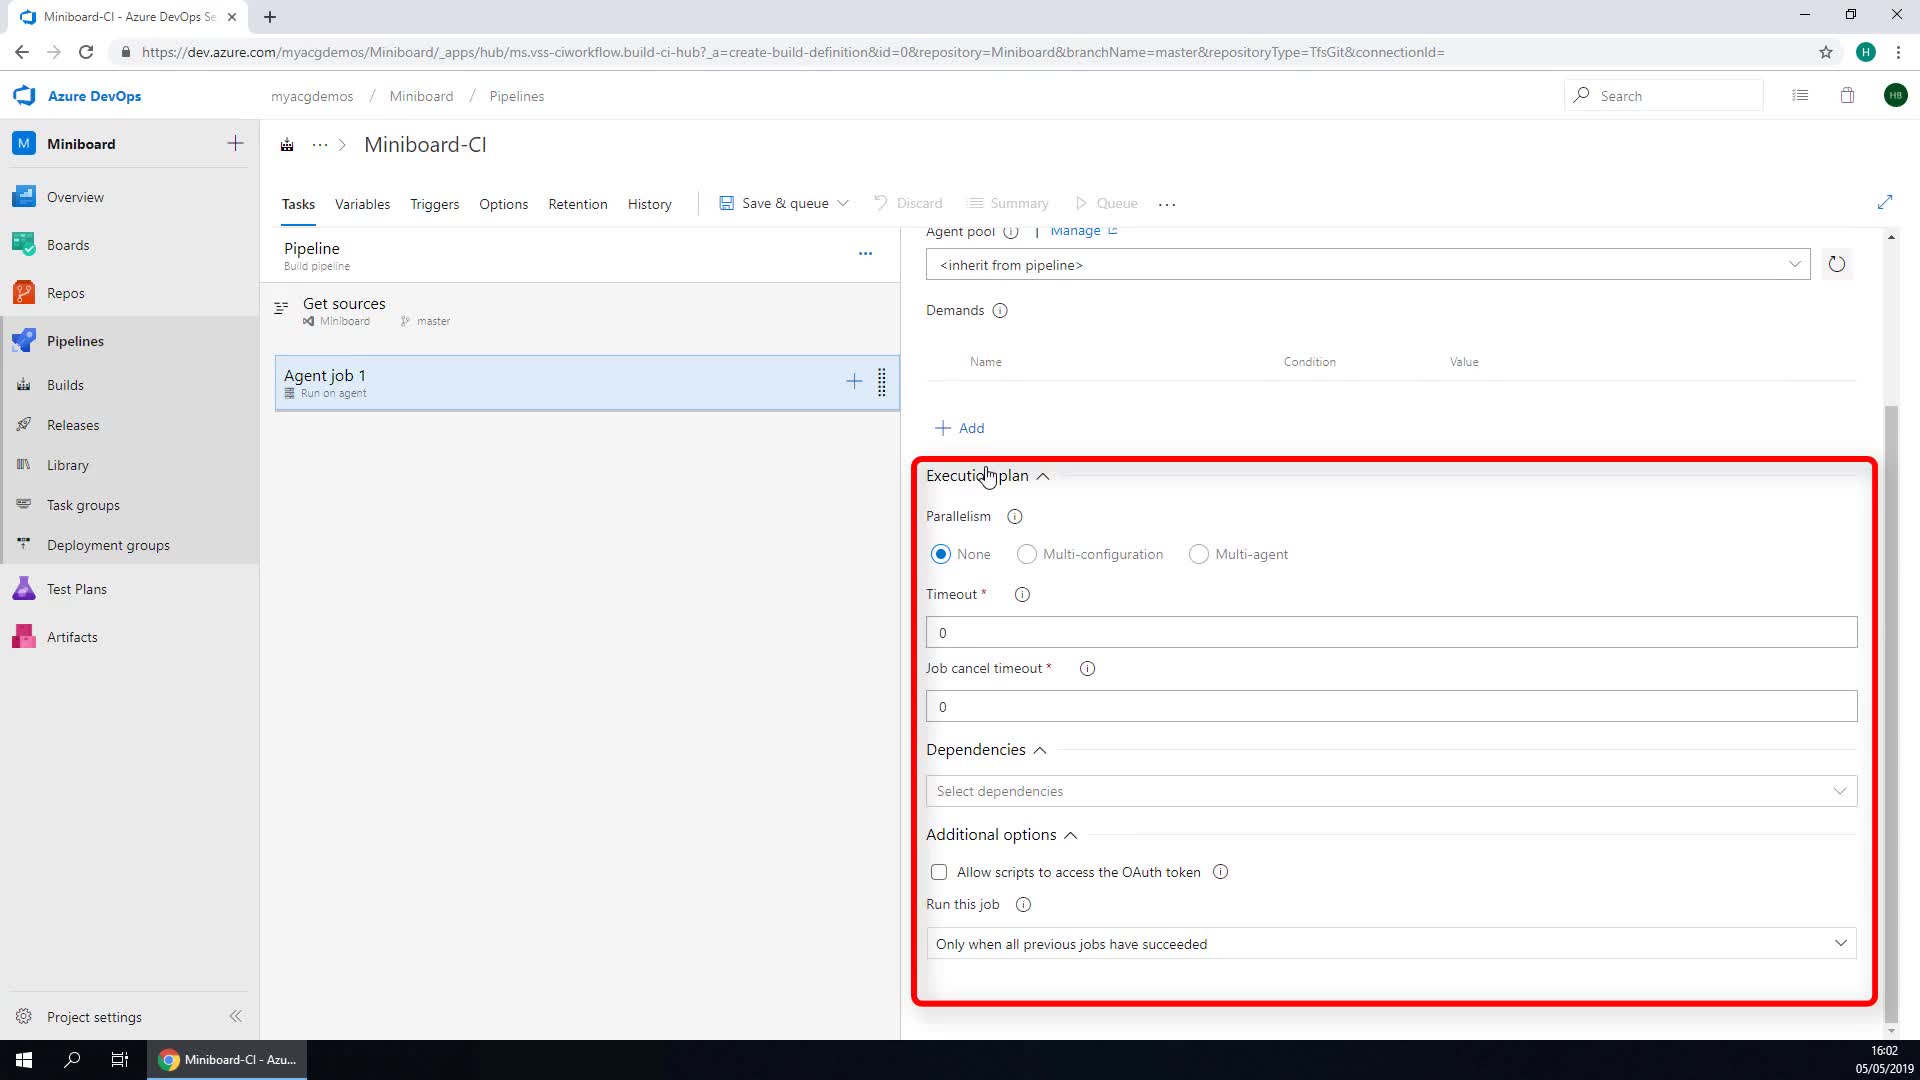 Miniboard-CI - Azure DevOps Se
https://dev.azure.com/myacgdemos/Miniboard/_apps/hub/ms.vss-ciworkflow.build-ci-hub?_a=create-build-definition&id=0&repository=Miniboard&branchName=master&repositoryType=TfsGit&connectionId=
H
Azure DevOps
myacgdemos / Miniboard / Pipelines
Search
HB
M Miniboard
Miniboard-CI
Overview
Boards
Repos
Pipelines
Builds
Releases
Library
Task groups
Deployment groups
Test Plans
Artifacts
Project settings
Tasks Variables Triggers Options Retention History
Save & queue Discard Summary Queue
Pipeline
Build pipeline
Get sources
Miniboard master
Agent job 1
Run on agent
Agent pool | Manage
<inherit from pipeline>
Demands
Name Condition Value
Add
Execution plan
Parallelism
None Multi-configuration Multi-agent
Timeout *
0
Job cancel timeout *
0
Dependencies
Select dependencies
Additional options
Allow scripts to access the OAuth token
Run this job
Only when all previous jobs have succeeded
Miniboard-CI - Azu...
16:02
05/05/2019